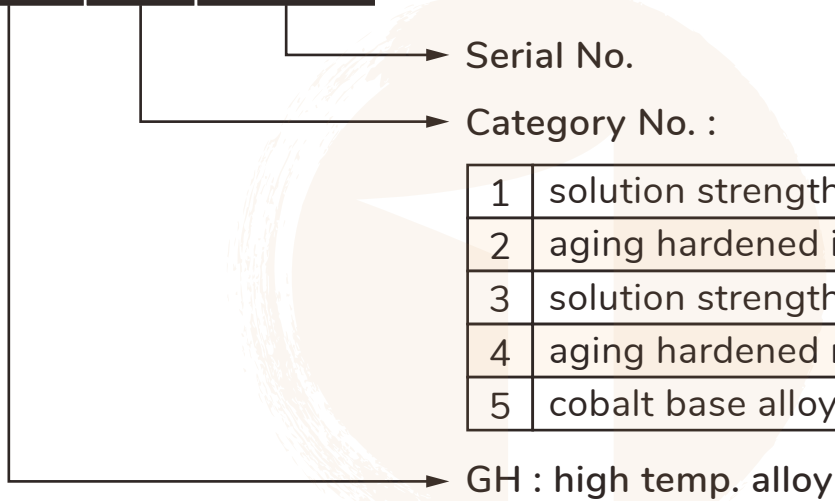 Serial No.
Category No. :
1 solution strength
2 aging hardened
3 solution strength
4 aging hardened
5 cobalt base alloy
GH : high temp. alloy